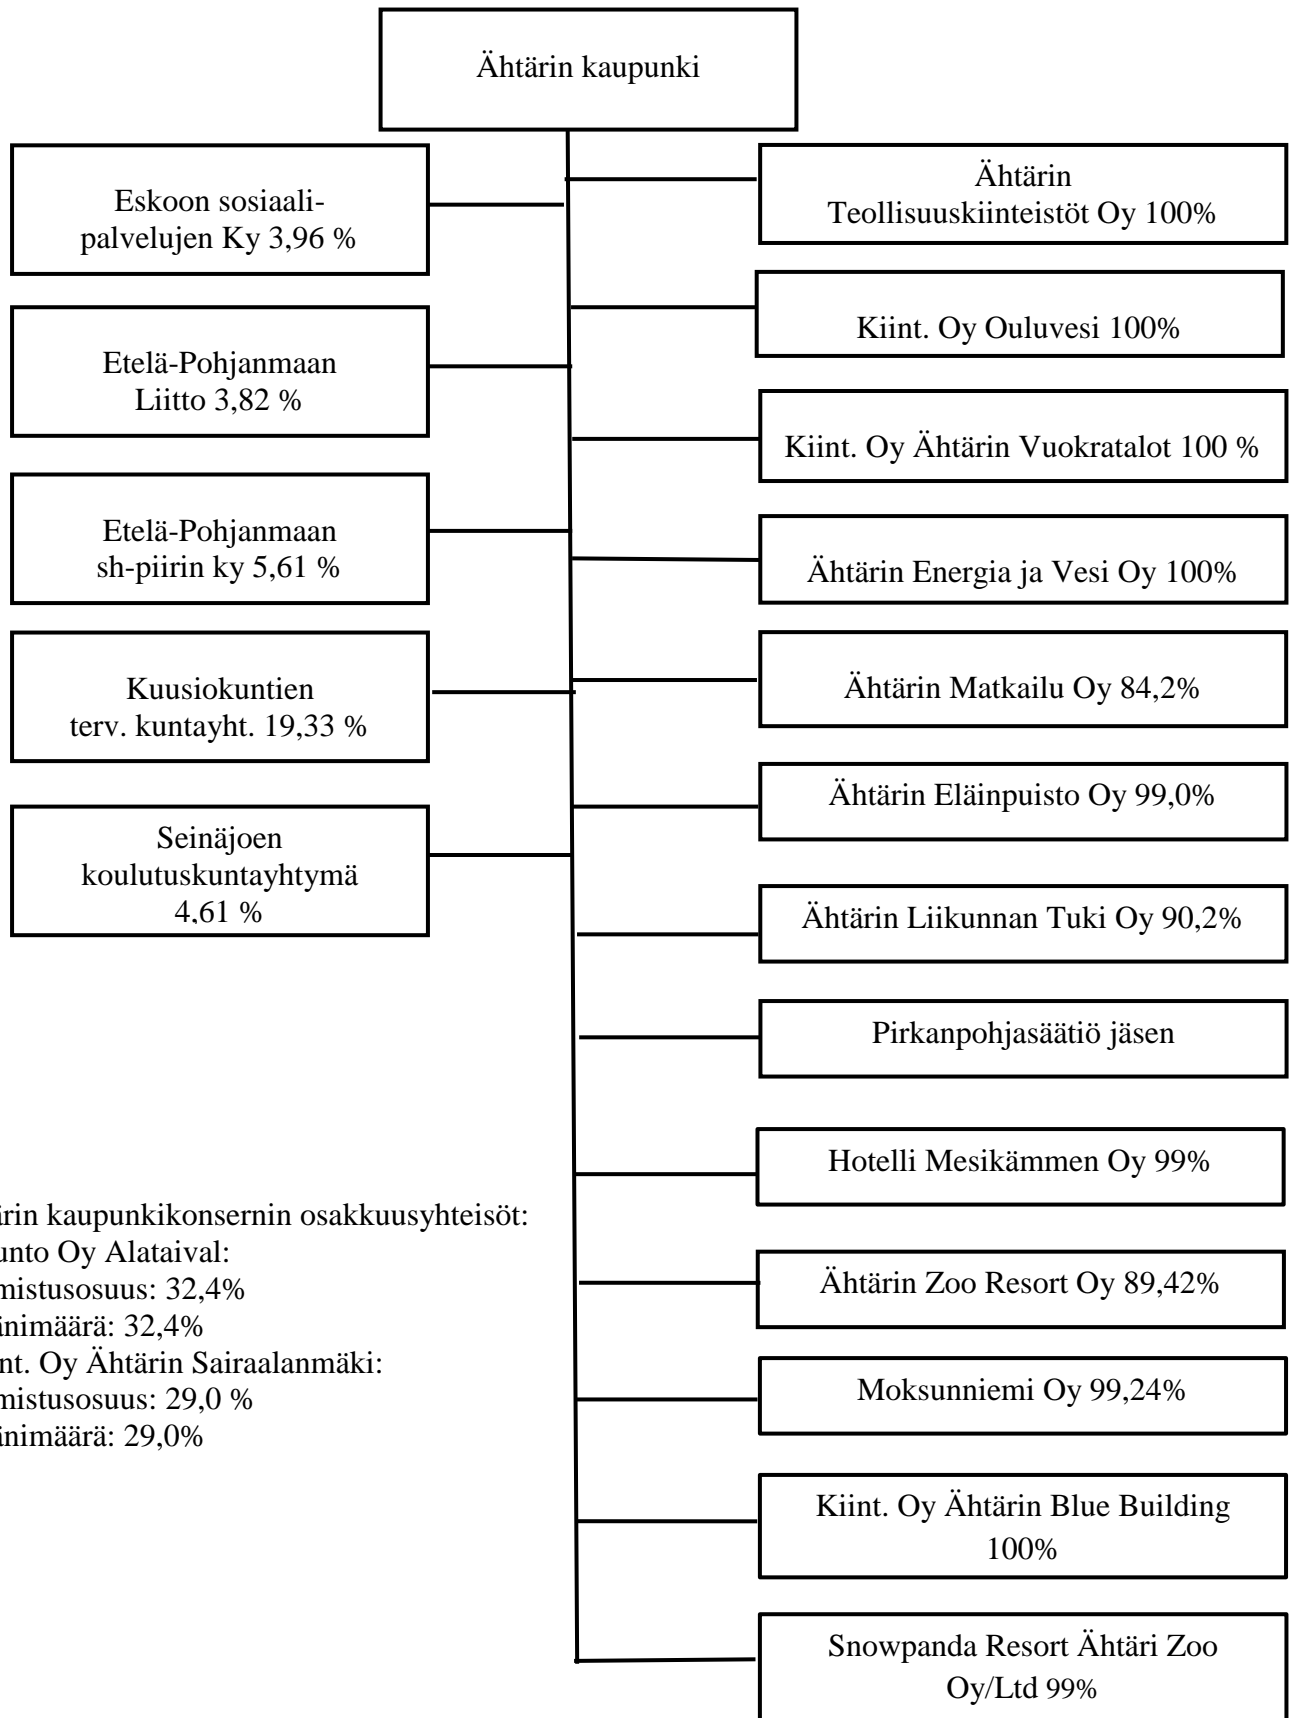 Ähtärin kaupunki
Eskoon sosiaali-
palvelujen Ky 3,96 %
Etelä-Pohjanmaan
Liitto 3,82 %
Etelä-Pohjanmaan
sh-piirin ky 5,61 %
Kuusiokuntien
terv. kuntayht. 19,33 %
Seinäjoen
koulutuskuntayhtymä
4,61 %
Ähtärin
Teollisuuskiinteistöt Oy 100%
Kiint. Oy Ouluvesi 100%
Kiint. Oy Ähtärin Vuokratalot 100 %
Ähtärin Energia ja Vesi Oy 100%
Ähtärin Matkailu Oy 84,2%
Ähtärin Eläinpuisto Oy 99,0%
Ähtärin Liikunnan Tuki Oy 90,2%
Pirkanpohjasäätiö jäsen
Hotelli Mesikämmen Oy 99%
Ähtärin Zoo Resort Oy 89,42%
Moksunniemi Oy 99,24%
Kiint. Oy Ähtärin Blue Building
100%
Snowpanda Resort Ähtäri Zoo
Oy/Ltd 99%
kaupunkikonsernin osakkuusyhteisöt:
Oy Alataival:
32,4%
32,4%
Oy Ähtärin Sairaalanmäki:
29,0 %
29,0%